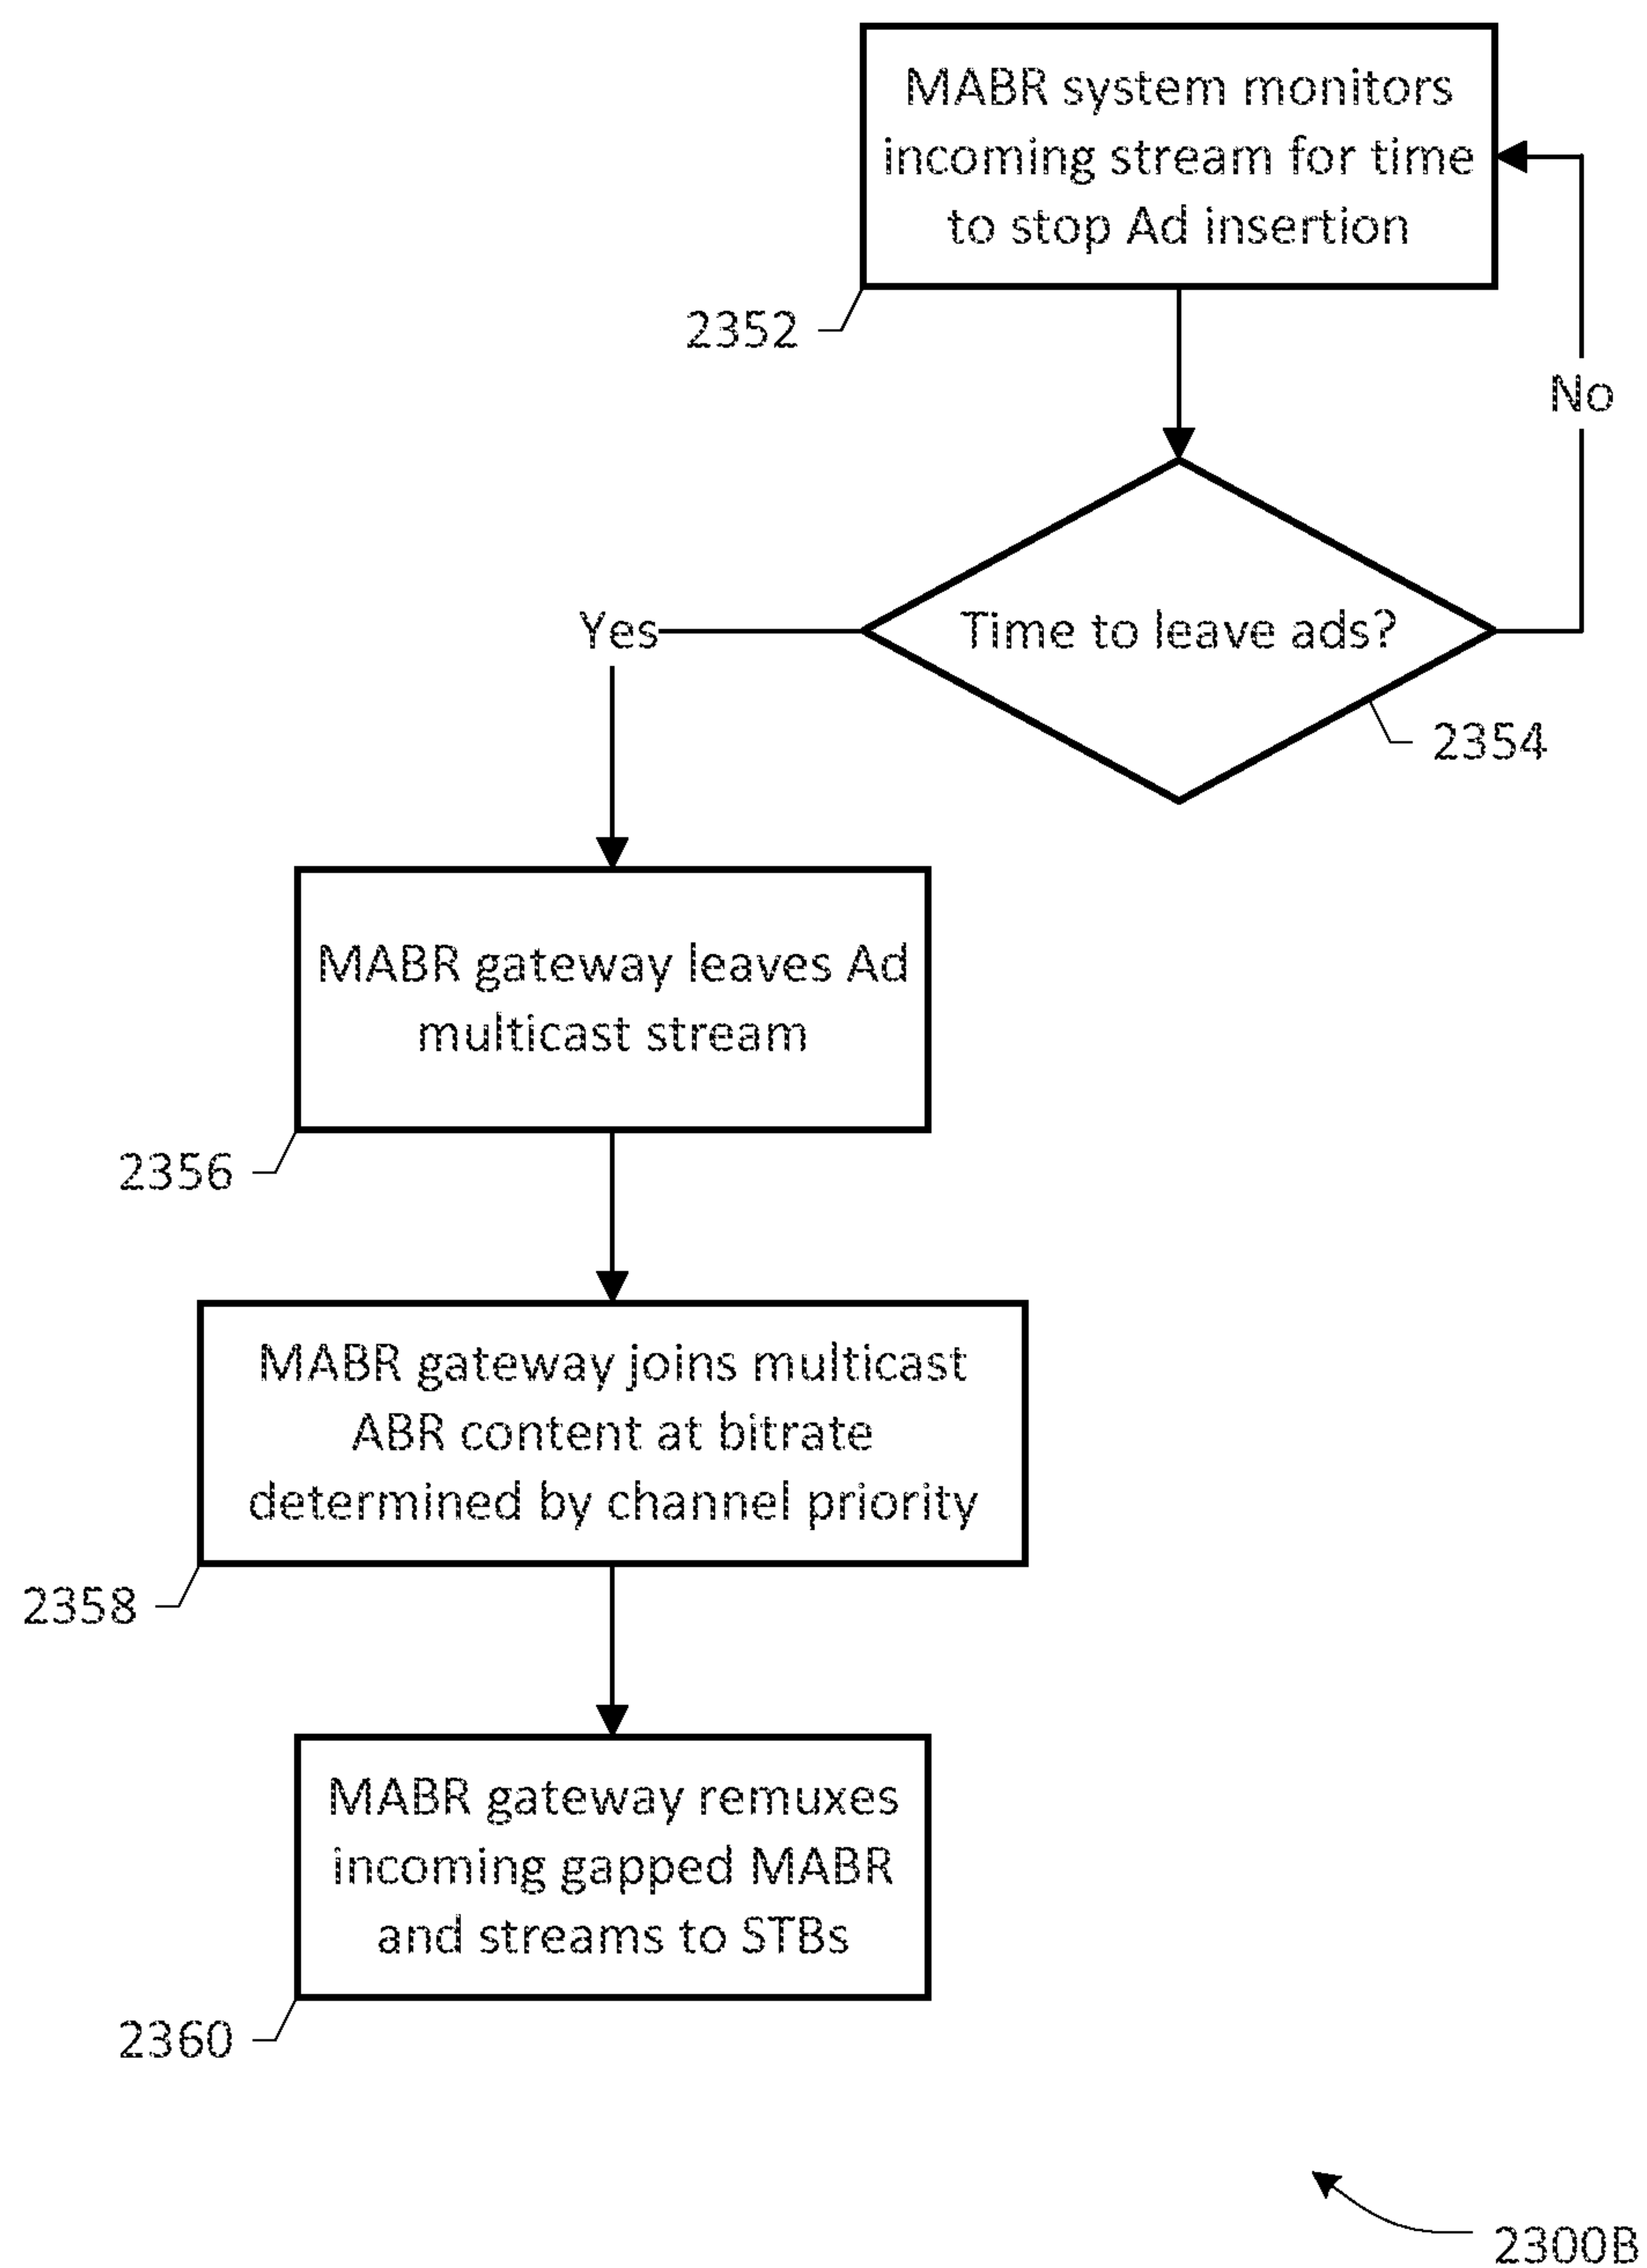 MABR system monitors
incoming stream for time
to stop Ad insertion
2352
No
Time to leave ads?
Yes
2354
MABR gateway leaves Ad
multicast stream
2356
MABR gateway joins multicast
ABR content at bitrate
determined by channel priority
2358
MABR gateway remuxes
incoming gapped MABR
and streams to STBs
2360
2300B